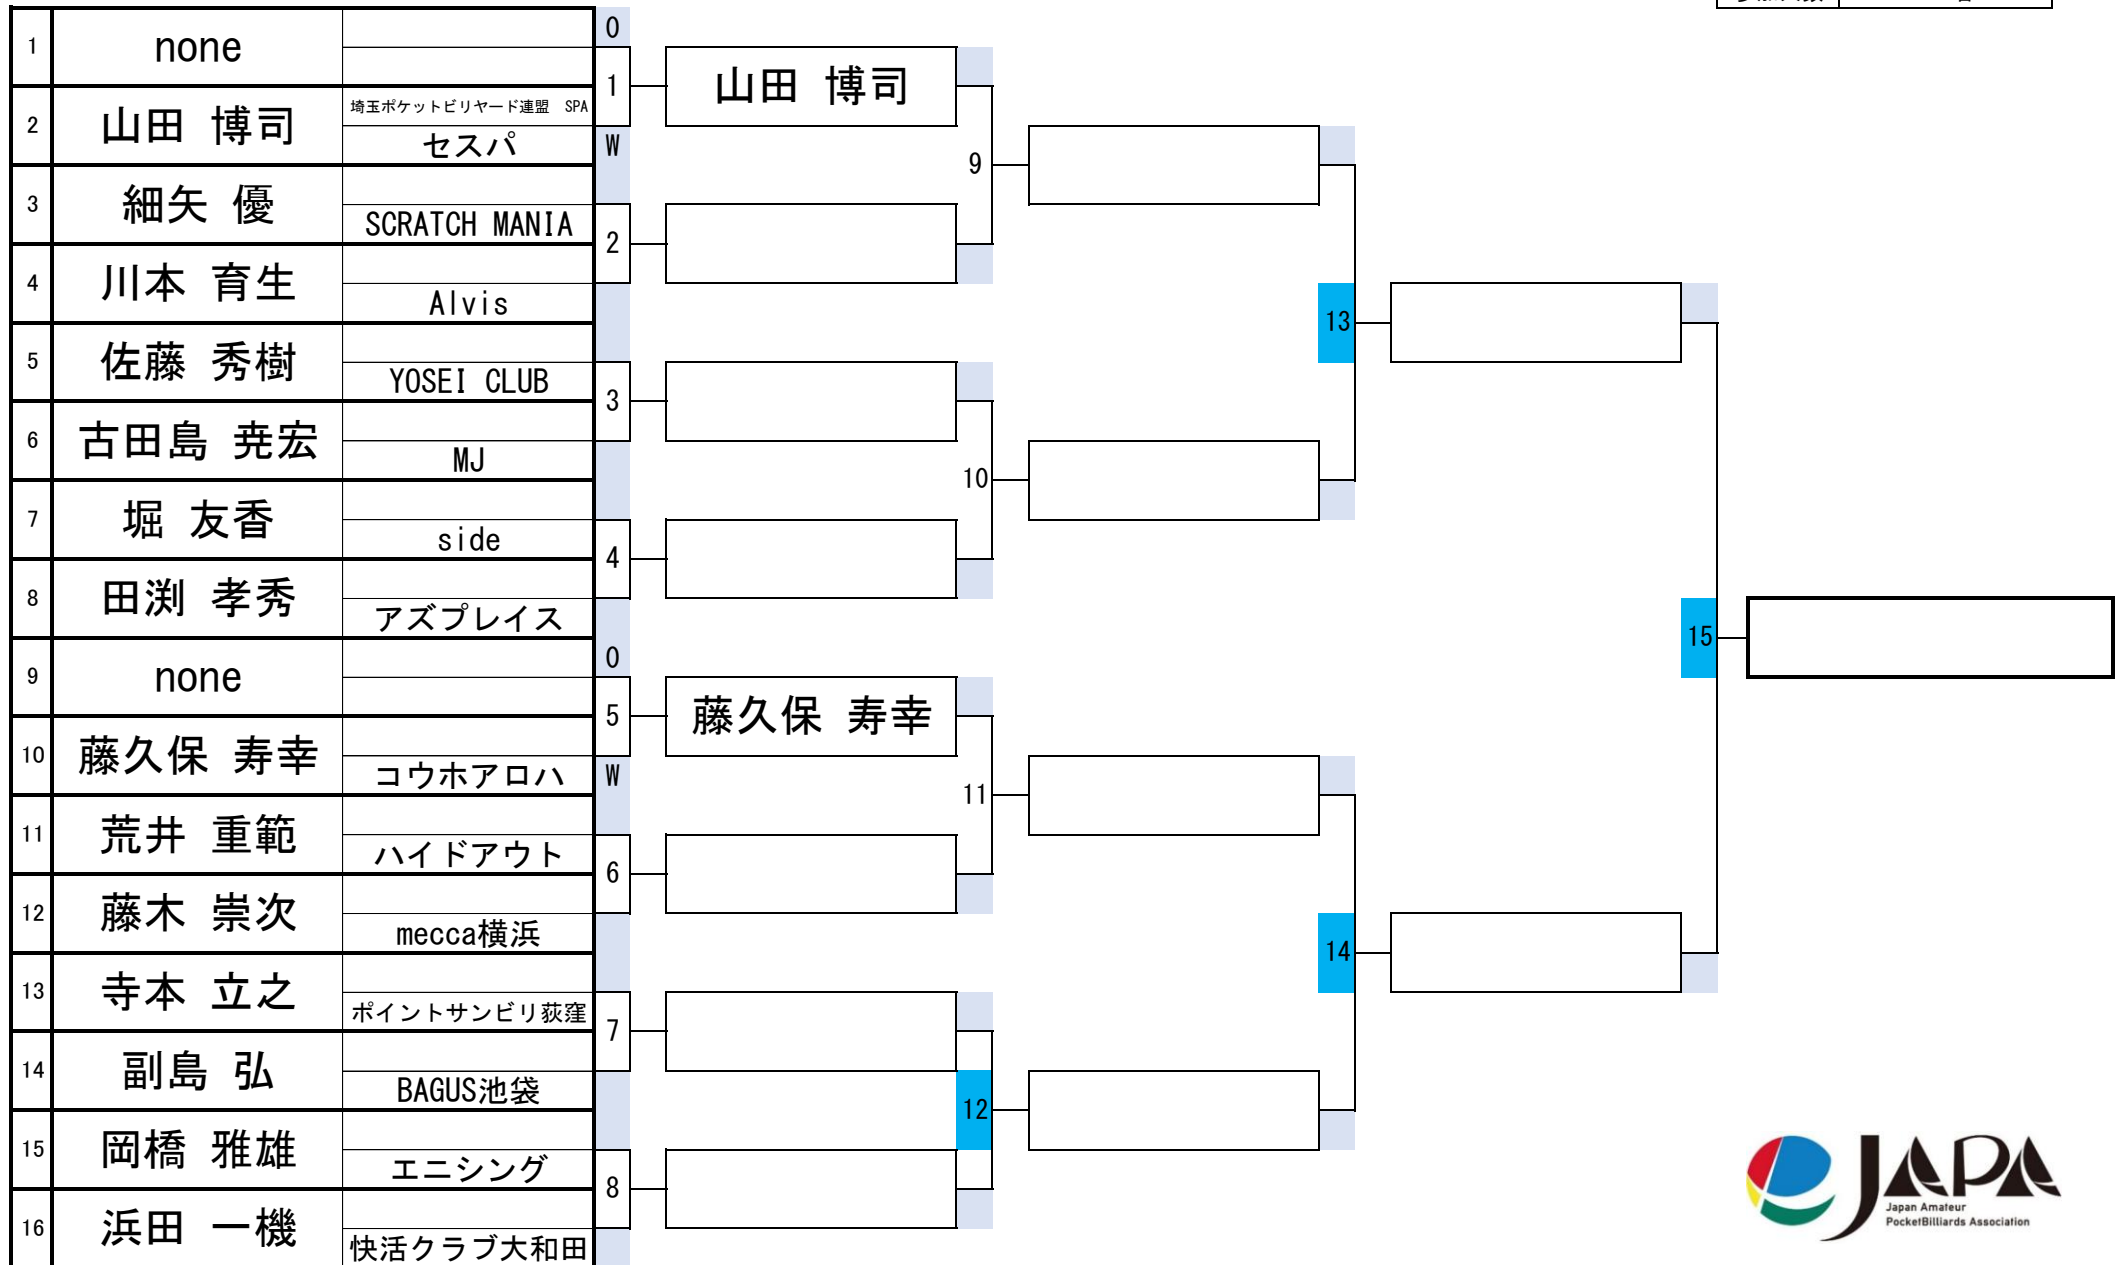 1 none
2 山田 博司 埼玉ポケットビリヤード連盟 SPA
セスパ
3 細矢 優
SCRATCH MANIA
4 川本 育生
Alvis
5 佐藤 秀樹
YOSEI CLUB
6 古田島 尭宏
MJ
7 堀 友香
side
8 田渕 孝秀
アズプレイス
9 none
10 藤久保 寿幸
コウホアロハ
11 荒井 重範
ハイドアウト
12 藤木 崇次
mecca横浜
13 寺本 立之
ポイントサンビリ荻窪
14 副島 弘
BAGUS池袋
15 岡橋 雅雄
エニシング
16 浜田 一機
快活クラブ大和田
0
1
W
2
3
4
0
5
W
6
7
8
山田 博司
藤久保 寿幸
9
10
11
12
13
14
15
JAPA
Japan Amateur
PocketBilliards Association